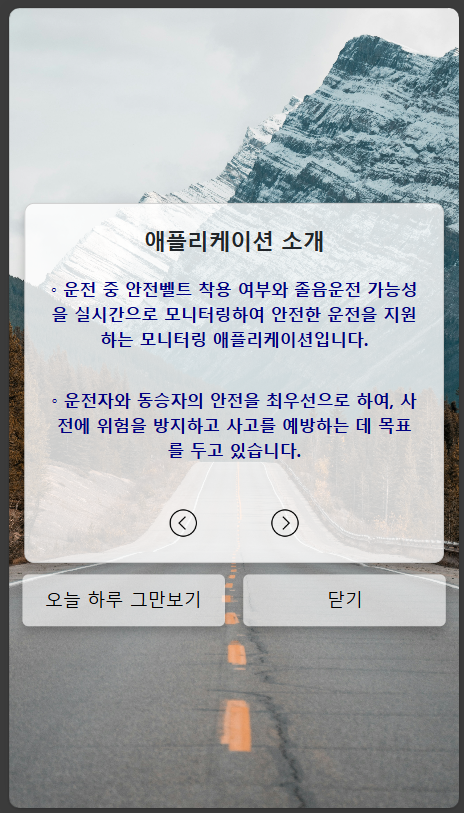 애플리케이션 소개
◦ 운전 중 안전벨트 착용 여부와 졸음운전 가능성
을 실시간으로 모니터링하여 안전한 운전을 지원
하는 모니터링 애플리케이션입니다.
◦ 운전자와 동승자의 안전을 최우선으로 하여, 사
전에 위험을 방지하고 사고를 예방하는 데 목표
를 두고 있습니다.
오늘 하루 그만보기
닫기